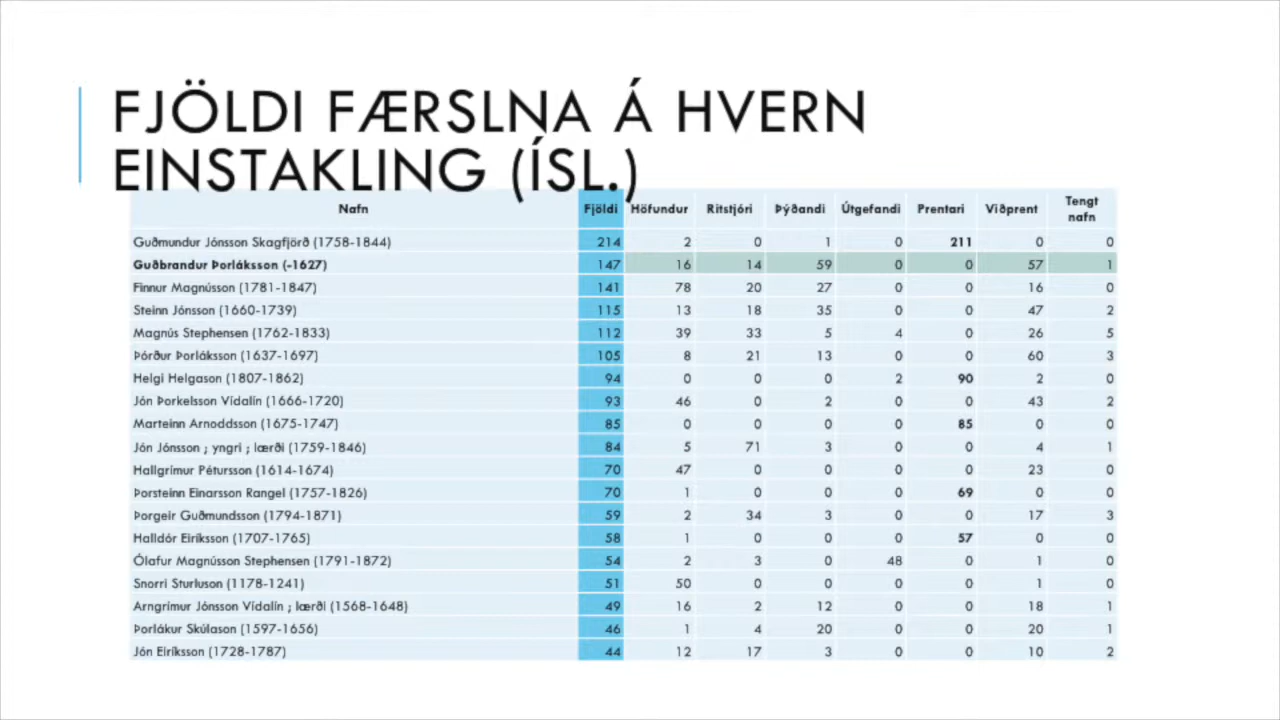 FJÖLDI FÆRSLNA Á HVERN
EINSTAKLING (ÍSL.)
Nafn Fjöldi Höfundur Ritstjóri Þýðandi Útgefandi Prentari Viðprent Tengt nafn
Guðmundur Jónsson Skagfjörð (1758-1844) 214 2 0 1 0 211 0 0
Guðbrandur Þorláksson (-1627) 147 16 14 59 0 0 57 1
Finnur Magnússon (1781-1847) 141 78 20 27 0 0 16 0
Steinn Jónsson (1660-1739) 115 13 18 35 0 0 47 2
Magnús Stephensen (1762-1833) 112 39 33 5 4 0 26 5
Þórður Þorláksson (1637-1697) 105 8 21 13 0 0 60 3
Helgi Helgason (1807-1862) 94 0 0 0 2 90 2 0
Jón Þorkelsson Vídalín (1666-1720) 93 46 0 2 0 0 43 2
Marteinn Arnoddsson (1675-1747) 85 0 0 0 0 85 0 0
Jón Jónsson ; yngri ; lærði (1759-1846) 84 5 71 3 0 0 4 1
Hallgrímur Pétursson (1614-1674) 70 47 0 0 0 0 23 0
Þorsteinn Einarsson Rangel (1757-1826) 70 1 0 0 0 69 0 0
Þorgeir Guðmundsson (1794-1871) 59 2 34 3 0 0 17 3
Halldór Eiríksson (1707-1765) 58 1 0 0 0 57 0 0
Ólafur Magnússon Stephensen (1791-1872) 54 2 3 0 48 0 1 0
Snorri Sturluson (1178-1241) 51 50 0 0 0 0 1 0
Arngrímur Jónsson Vídalín ; lærði (1568-1648) 49 16 2 12 0 0 18 1
Þorlákur Skúlason (1597-1656) 46 1 4 20 0 0 20 1
Jón Eiríksson (1728-1787) 44 12 17 3 0 0 10 2